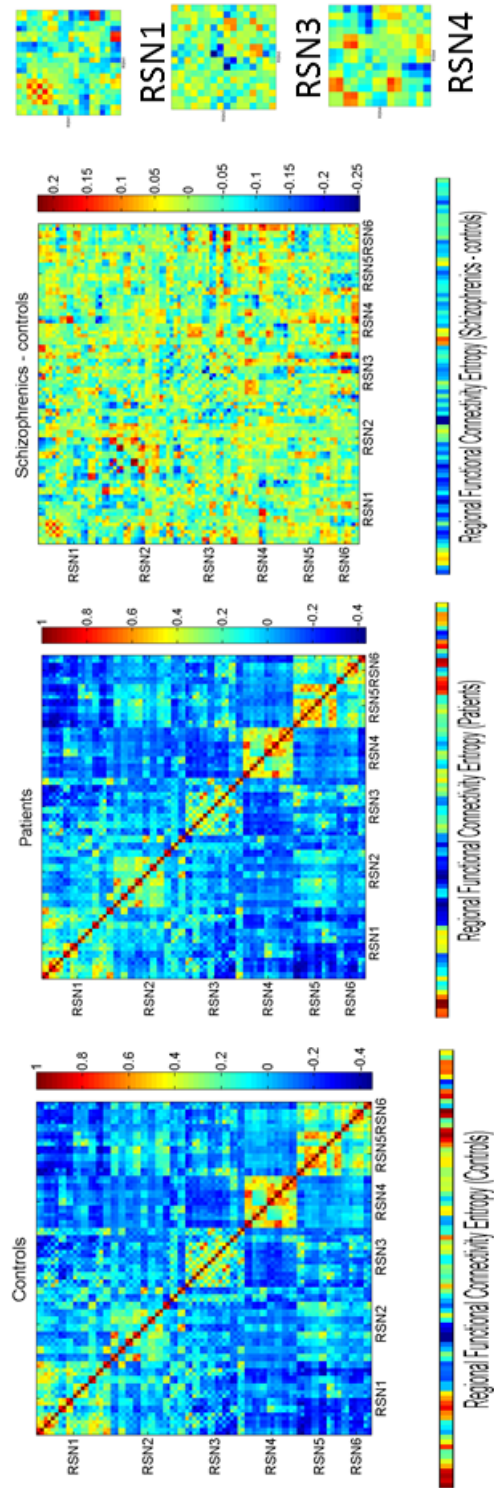 Controls
RSN1
RSN2
RSN3
RSN4
RSN5
RSN6
RSN1 RSN2 RSN3 RSN4 RSN5RSN6
1
0.8
0.6
0.4
0.2
0
-0.2
-0.4
Regional Functional Connectivity Entropy (Controls)
Patients
RSN1
RSN2
RSN3
RSN4
RSN5
RSN6
RSN1 RSN2 RSN3 RSN4 RSN5RSN6
1
0.8
0.6
0.4
0.2
0
-0.2
-0.4
Regional Functional Connectivity Entropy (Patients)
Schizophrenics - controls
RSN1
RSN2
RSN3
RSN4
RSN5
RSN6
RSN1 RSN2 RSN3 RSN4 RSN5RSN6
0.2
0.15
0.1
0.05
0
-0.05
-0.1
-0.15
-0.2
-0.25
Regional Functional Connectivity Entropy (Schizophrenics - controls)
RSN1
RSN3
RSN4